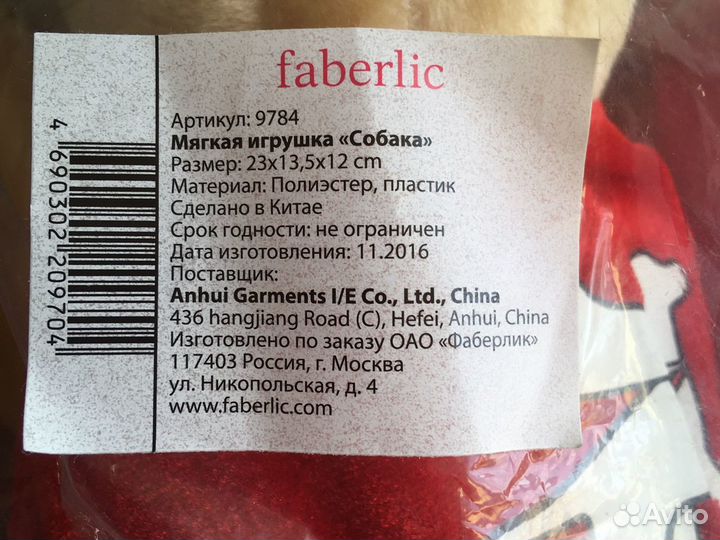 faberlic
Артикул: 9784
Мягкая игрушка «Собака»
Размер: 23x13,5x12 cm
Материал: Полиэстер, пластик
Сделано в Китае
Срок годности: не ограничен
Дата изготовления: 11.2016
Поставщик:
Anhui Garments I/E Co., Ltd., China
436 hangjiang Road (C), Hefei, Anhui, China
Изготовлено по заказу ОАО «Фаберлик»
117403 Россия, г. Москва
ул. Никопольская, д. 4
www.faberlic.com
4 690302 209704
Avito